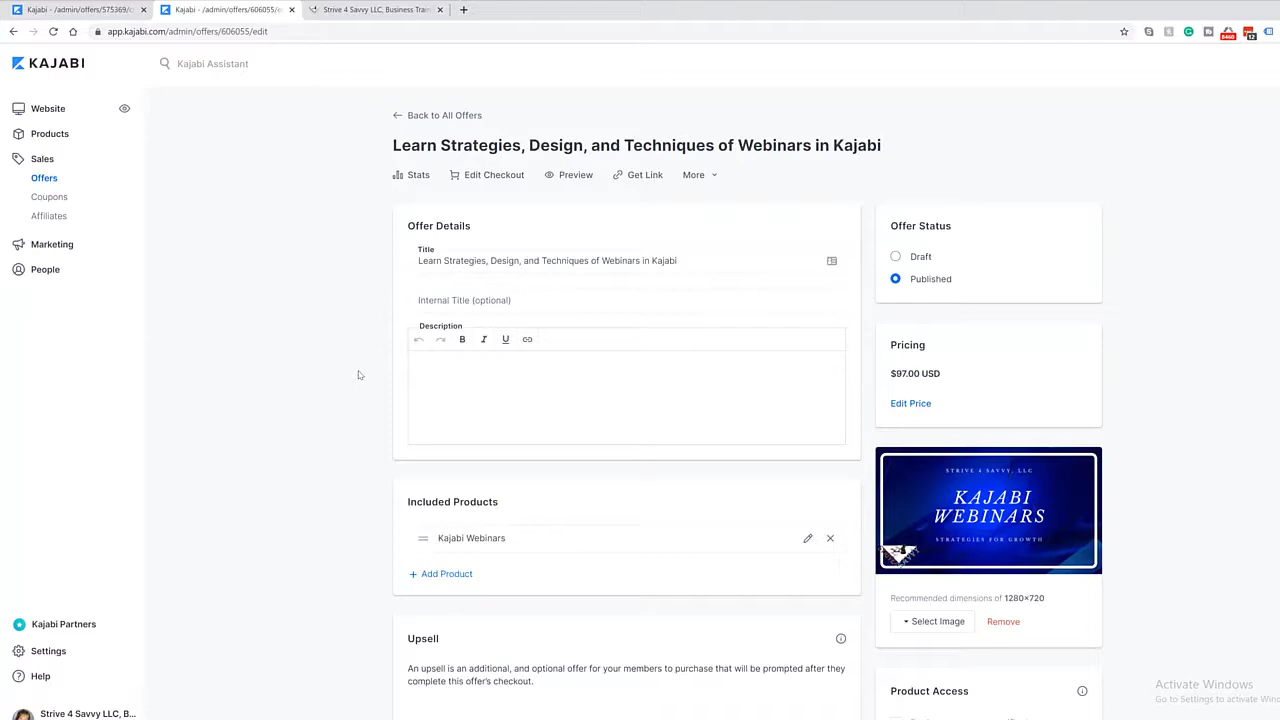 Kajabi - /admin/offers/575369/c
Kajabi - /admin/offers/606055/e
Strive 4 Savvy LLC, Business Trai
app.kajabi.com/admin/offers/606055/edit
8460
12
KAJABI
Kajabi Assistant
Website
Products
Sales
Offers
Coupons
Affiliates
Marketing
People
Kajabi Partners
Settings
Help
Strive 4 Savvy LLC, B...
Back to All Offers
Learn Strategies, Design, and Techniques of Webinars in Kajabi
Stats
Edit Checkout
Preview
Get Link
More
Offer Details
Title
Learn Strategies, Design, and Techniques of Webinars in Kajabi
Internal Title (optional)
Description
B I U
Included Products
Kajabi Webinars
+ Add Product
Upsell
An upsell is an additional, and optional offer for your members to purchase that will be prompted after they
complete this offer's checkout.
Offer Status
Draft
Published
Pricing
$97.00 USD
Edit Price
STRIVE 4 SAVVY, LLC
KAJABI
WEBINARS
STRATEGIES FOR GROWTH
Recommended dimensions of 1280×720
Select Image
Remove
Product Access
Activate Windows
Go to Settings to activate Win